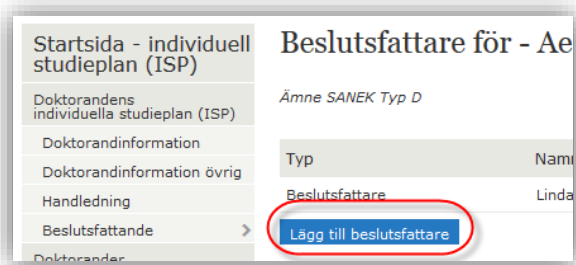 Startsida - individuell
studieplan (ISP)
Doktorandens
individuella studieplan (ISP)
Doktorandinformation
Doktorandinformation övrig
Handledning
Beslutsfattande
Doktorander
Beslutsfattare för - Ae
Ämne SANEK Typ D
Typ
Beslutsfattare
Linda
Lägg till beslutsfattare